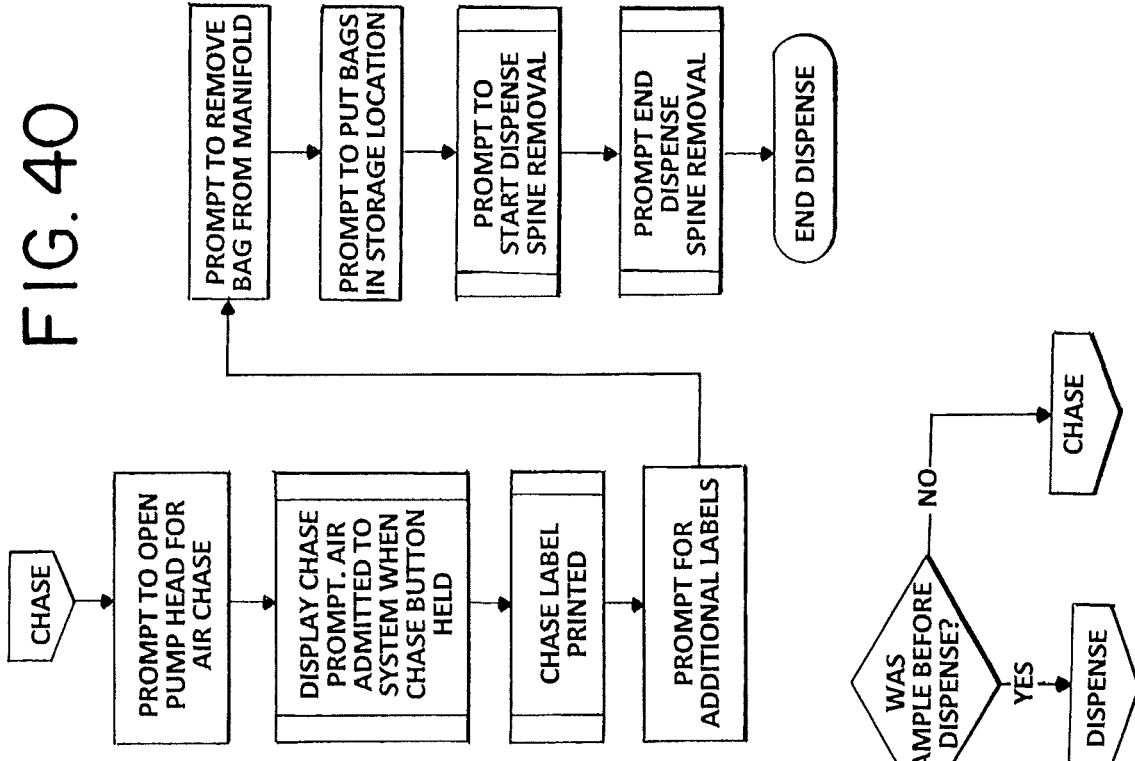 FIG. 40
CHASE
PROMPT TO OPEN
PUMP HEAD FOR
AIR CHASE
DISPLAY CHASE
PROMPT. AIR
ADMITTED TO
SYSTEM WHEN
CHASE BUTTON
HELD
CHASE LABEL
PRINTED
PROMPT FOR
ADDITIONAL LABELS
PROMPT TO REMOVE
BAG FROM MANIFOLD
PROMPT TO PUT BAGS
IN STORAGE LOCATION
PROMPT TO
START DISPENSE
SPINE REMOVAL
PROMPT END
DISPENSE
SPINE REMOVAL
END DISPENSE
WAS
AMPLE BEFORE
DISPENSE?
NO
CHASE
YES
DISPENSE